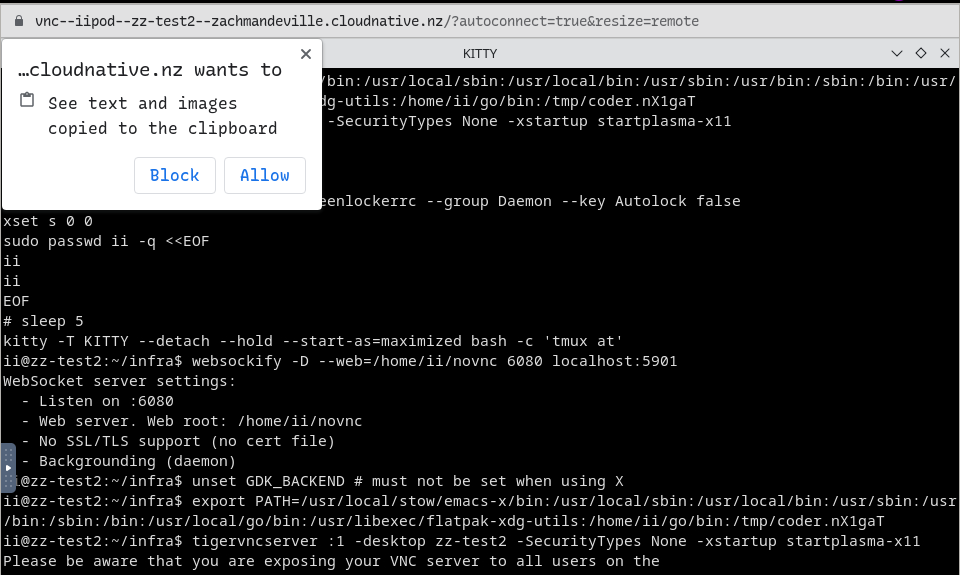 vnc--iipod--zz-test2--zachmandeville.cloudnative.nz/?autoconnect=true&resize=remote
KITTY
…cloudnative.nz wants to
See text and images
copied to the clipboard
Block
Allow
/bin:/usr/local/sbin:/usr/local/bin:/usr/sbin:/usr/bin:/sbin:/bin:/usr/
dg-utils:/home/ii/go/bin:/tmp/coder.nX1gaT
-SecurityTypes None -xstartup startplasma-x11
eenlockerrc --group Daemon --key Autolock false
xset s 0 0
sudo passwd ii -q <<EOF
ii
ii
EOF
# sleep 5
kitty -T KITTY --detach --hold --start-as=maximized bash -c 'tmux at'
ii@zz-test2:~/infra$ websockify -D --web=/home/ii/novnc 6080 localhost:5901
WebSocket server settings:
- Listen on :6080
- Web server. Web root: /home/ii/novnc
- No SSL/TLS support (no cert file)
- Backgrounding (daemon)
ii@zz-test2:~/infra$ unset GDK_BACKEND # must not be set when using X
ii@zz-test2:~/infra$ export PATH=/usr/local/stow/emacs-x/bin:/usr/local/sbin:/usr/local/bin:/usr/sbin:/usr
/bin:/sbin:/bin:/usr/local/go/bin:/usr/libexec/flatpak-xdg-utils:/home/ii/go/bin:/tmp/coder.nX1gaT
ii@zz-test2:~/infra$ tigervncserver :1 -desktop zz-test2 -SecurityTypes None -xstartup startplasma-x11
Please be aware that you are exposing your VNC server to all users on the